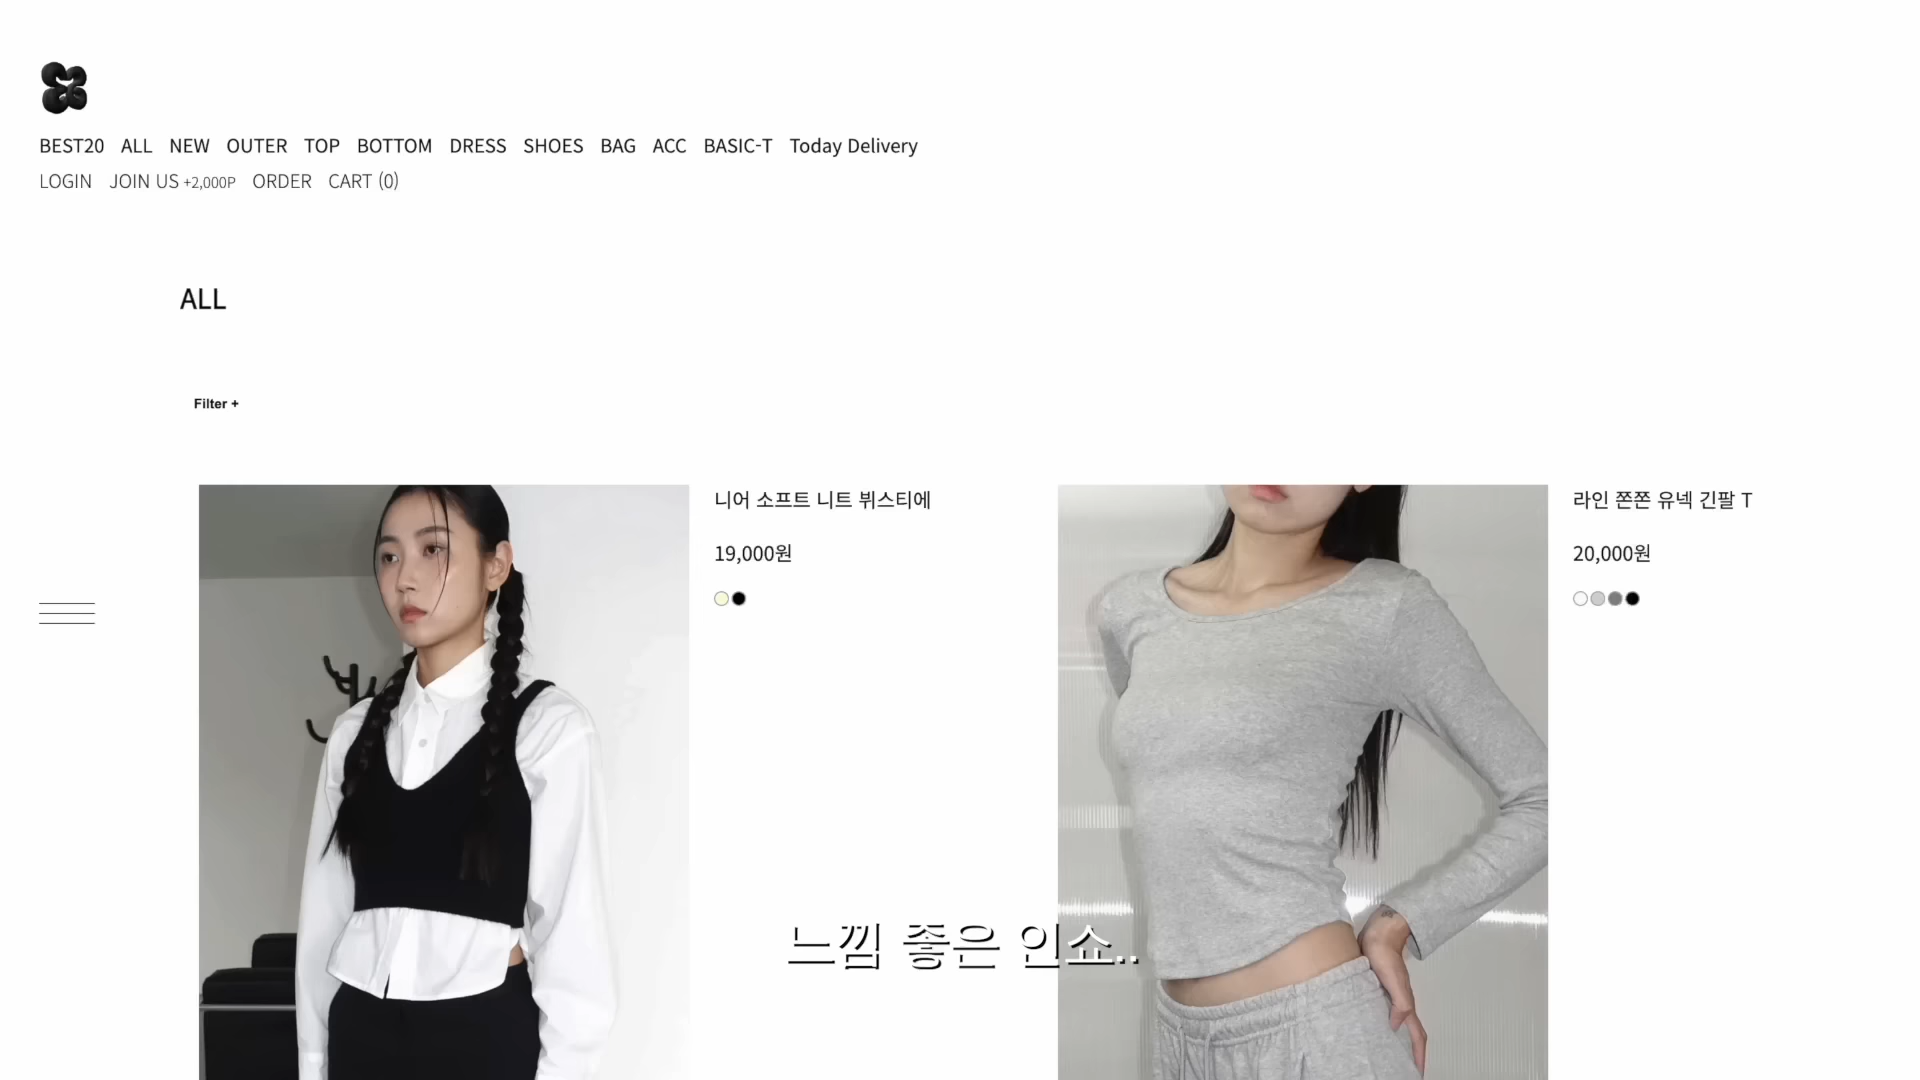 BEST20 ALL NEW OUTER TOP BOTTOM DRESS SHOES BAG ACC BASIC-T Today Delivery
LOGIN JOIN US +2,000P ORDER CART (0)
ALL
Filter +
니어 소프트 니트 뷔스티에
19,000원
라인 쫀쫀 유넥 긴팔 T
20,000원
느낌 좋은 인쇼..